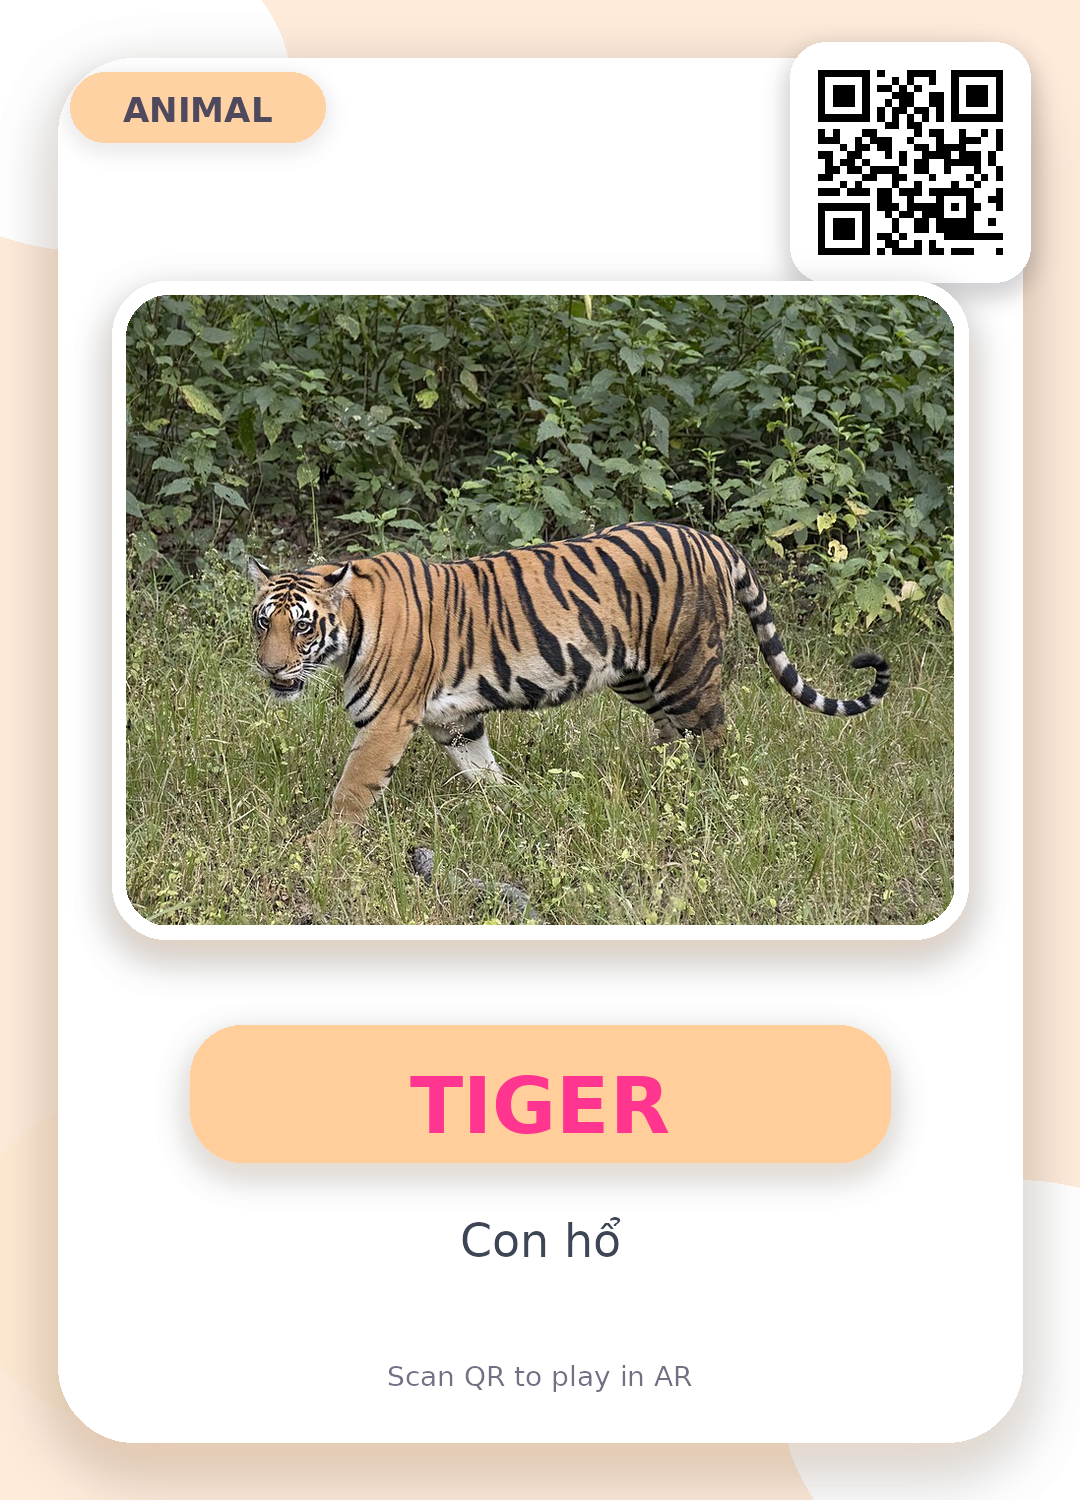 ANIMAL
TIGER
Con hổ
Scan QR to play in AR